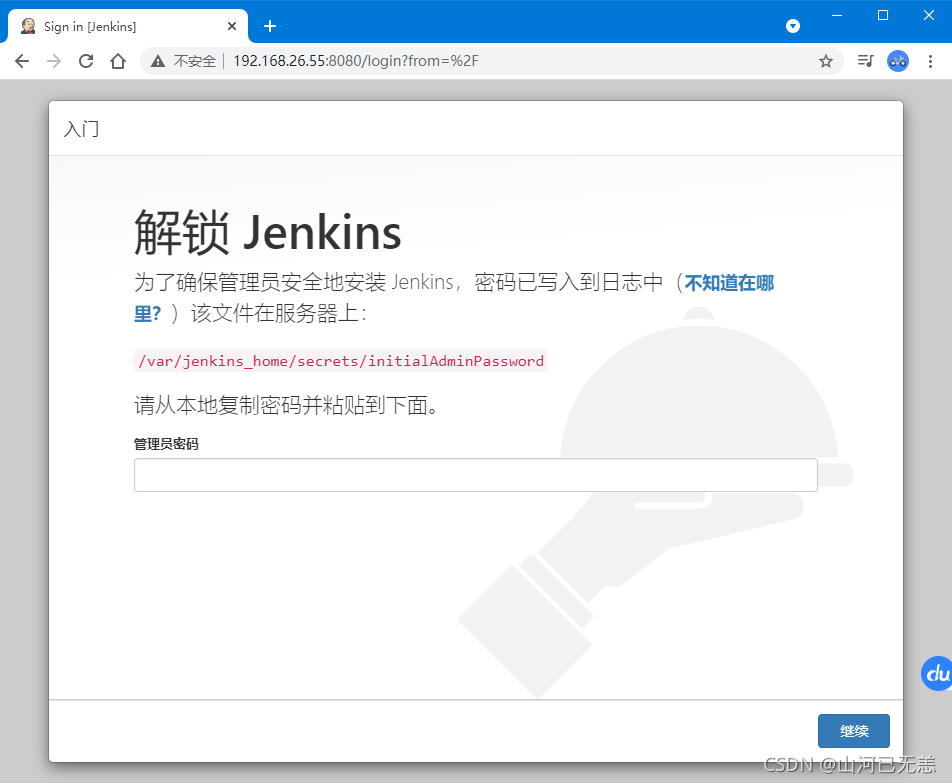 Sign in [Jenkins]
不安全 192.168.26.55:8080/login?from=%2F
入门
解锁 Jenkins
为了确保管理员安全地安装 Jenkins，密码已写入到日志中（不知道在哪
里？）该文件在服务器上：
/var/jenkins_home/secrets/initialAdminPassword
请从本地复制密码并粘贴到下面。
管理员密码
du
继续
CSDN @山河已无恙